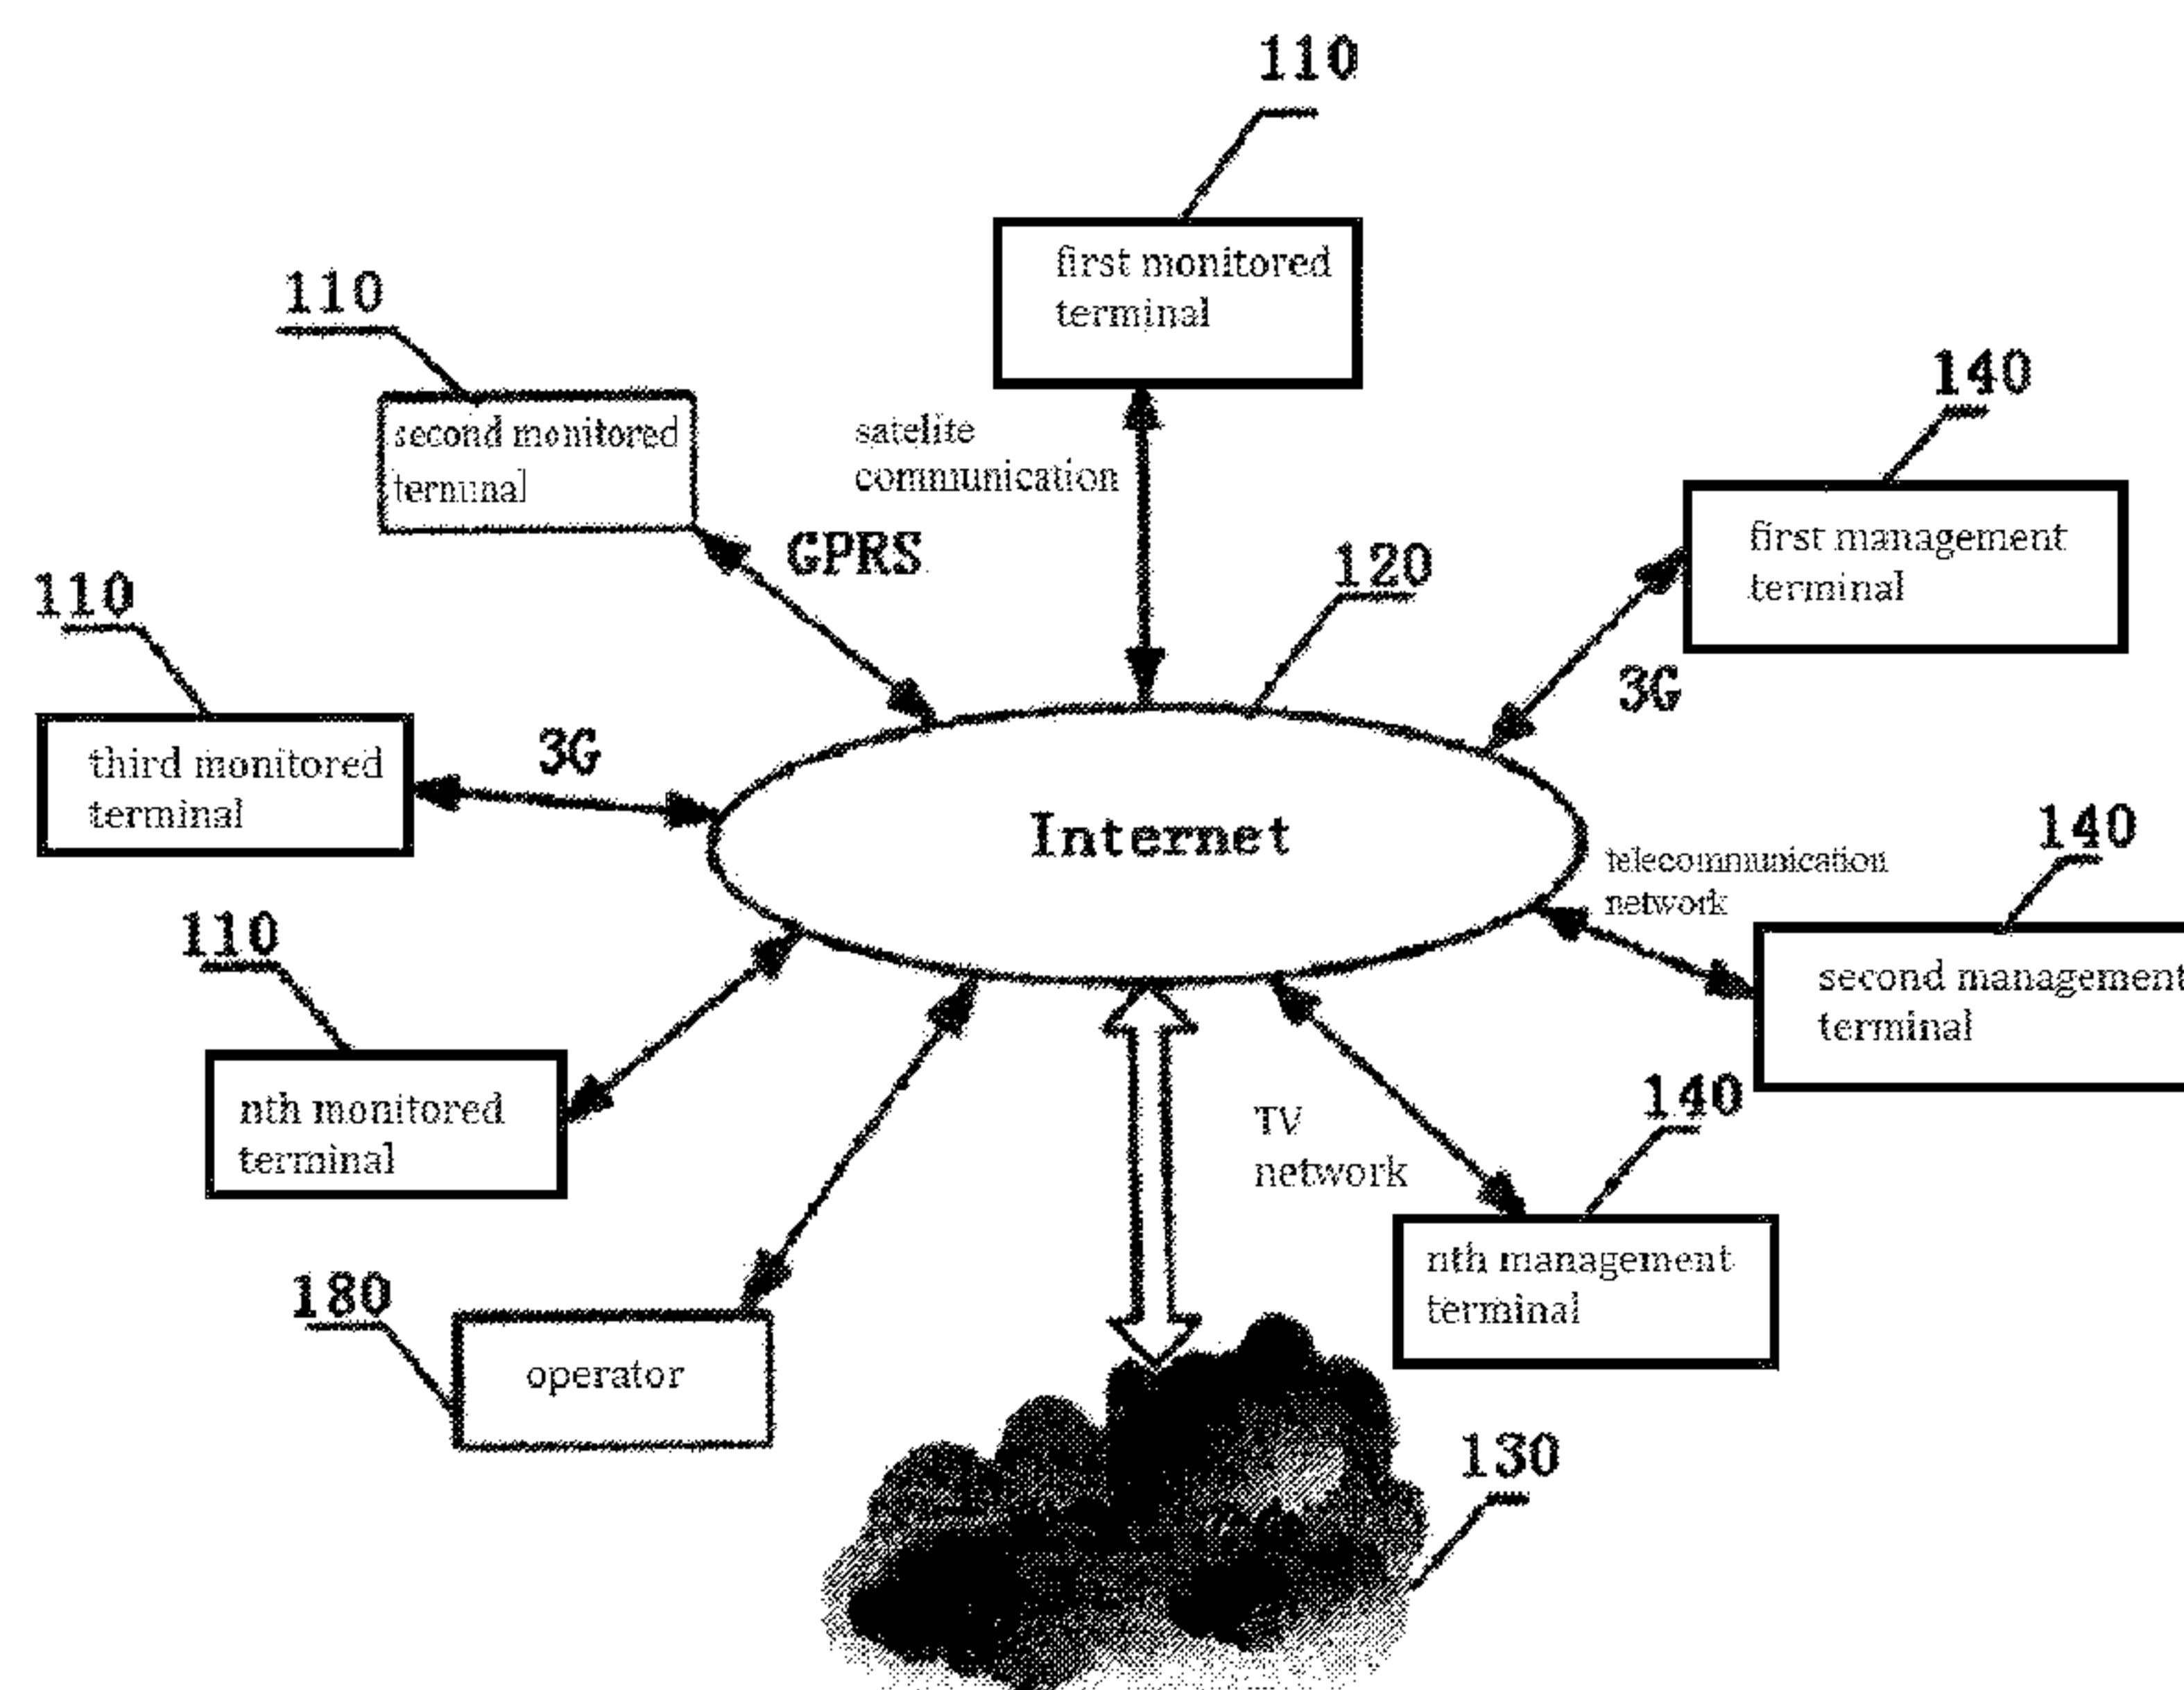 110
first monitored
terminal
110
second monitored
terminal
satelite
communication
GPRS
140
first management
terminal
120
3G
110
third monitored
terminal
3G
Internet
telecommunication
network
140
second management
terminal
110
nth monitored
terminal
TV
network
140
nth management
terminal
180
operator
130